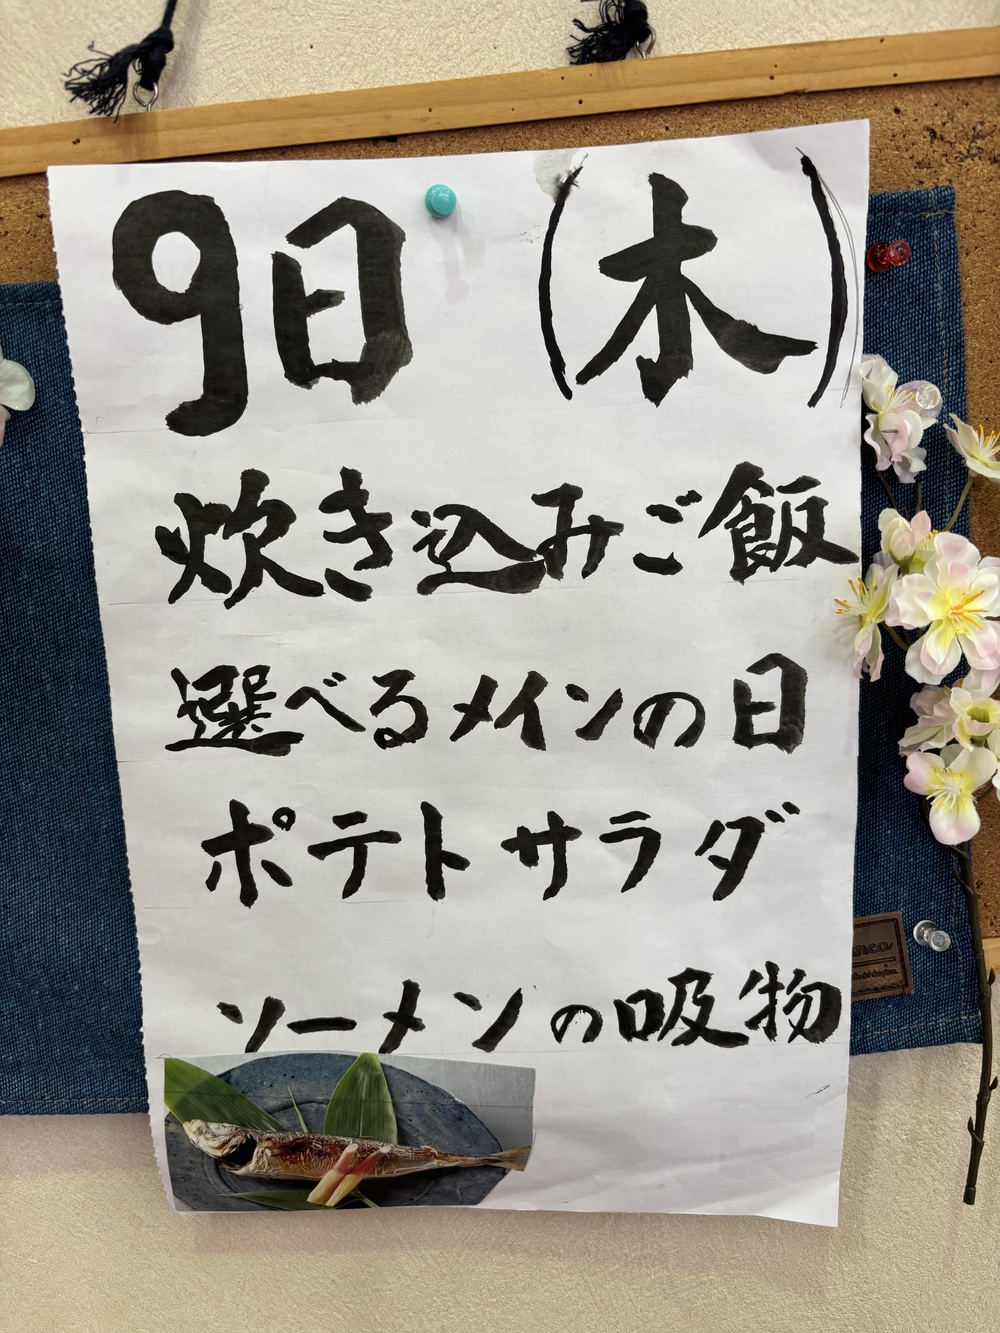 9日 (木)
炊き込みご飯
選べるメインの日
ポテトサラダ
ソーメンの吸物